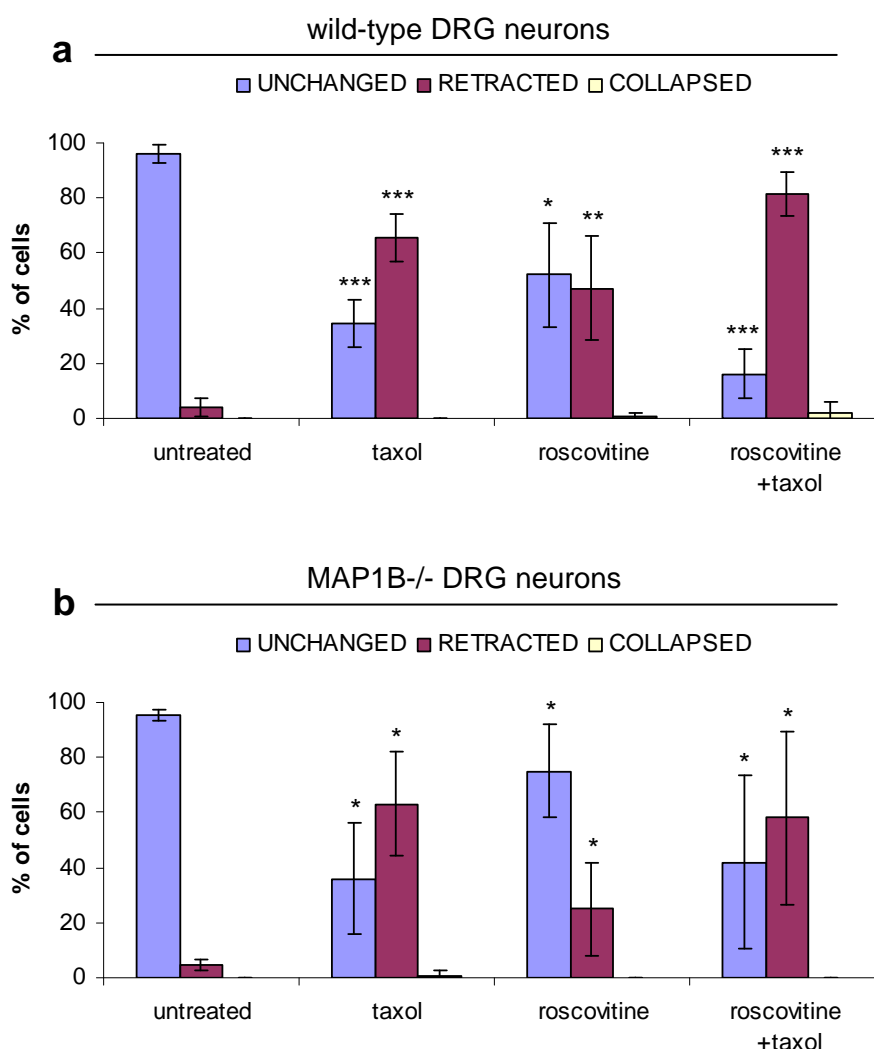 wild-type DRG neurons
a
UNCHANGED RETRACTED COLLAPSED
100
80
60
40
20
0
% of cells
***
***
*
**
***
***
untreated taxol roscovitine roscovitine
+taxol
MAP1B-/- DRG neurons
b
UNCHANGED RETRACTED COLLAPSED
100
80
60
40
20
0
% of cells
*
*
*
*
*
*
untreated taxol roscovitine roscovitine
+taxol